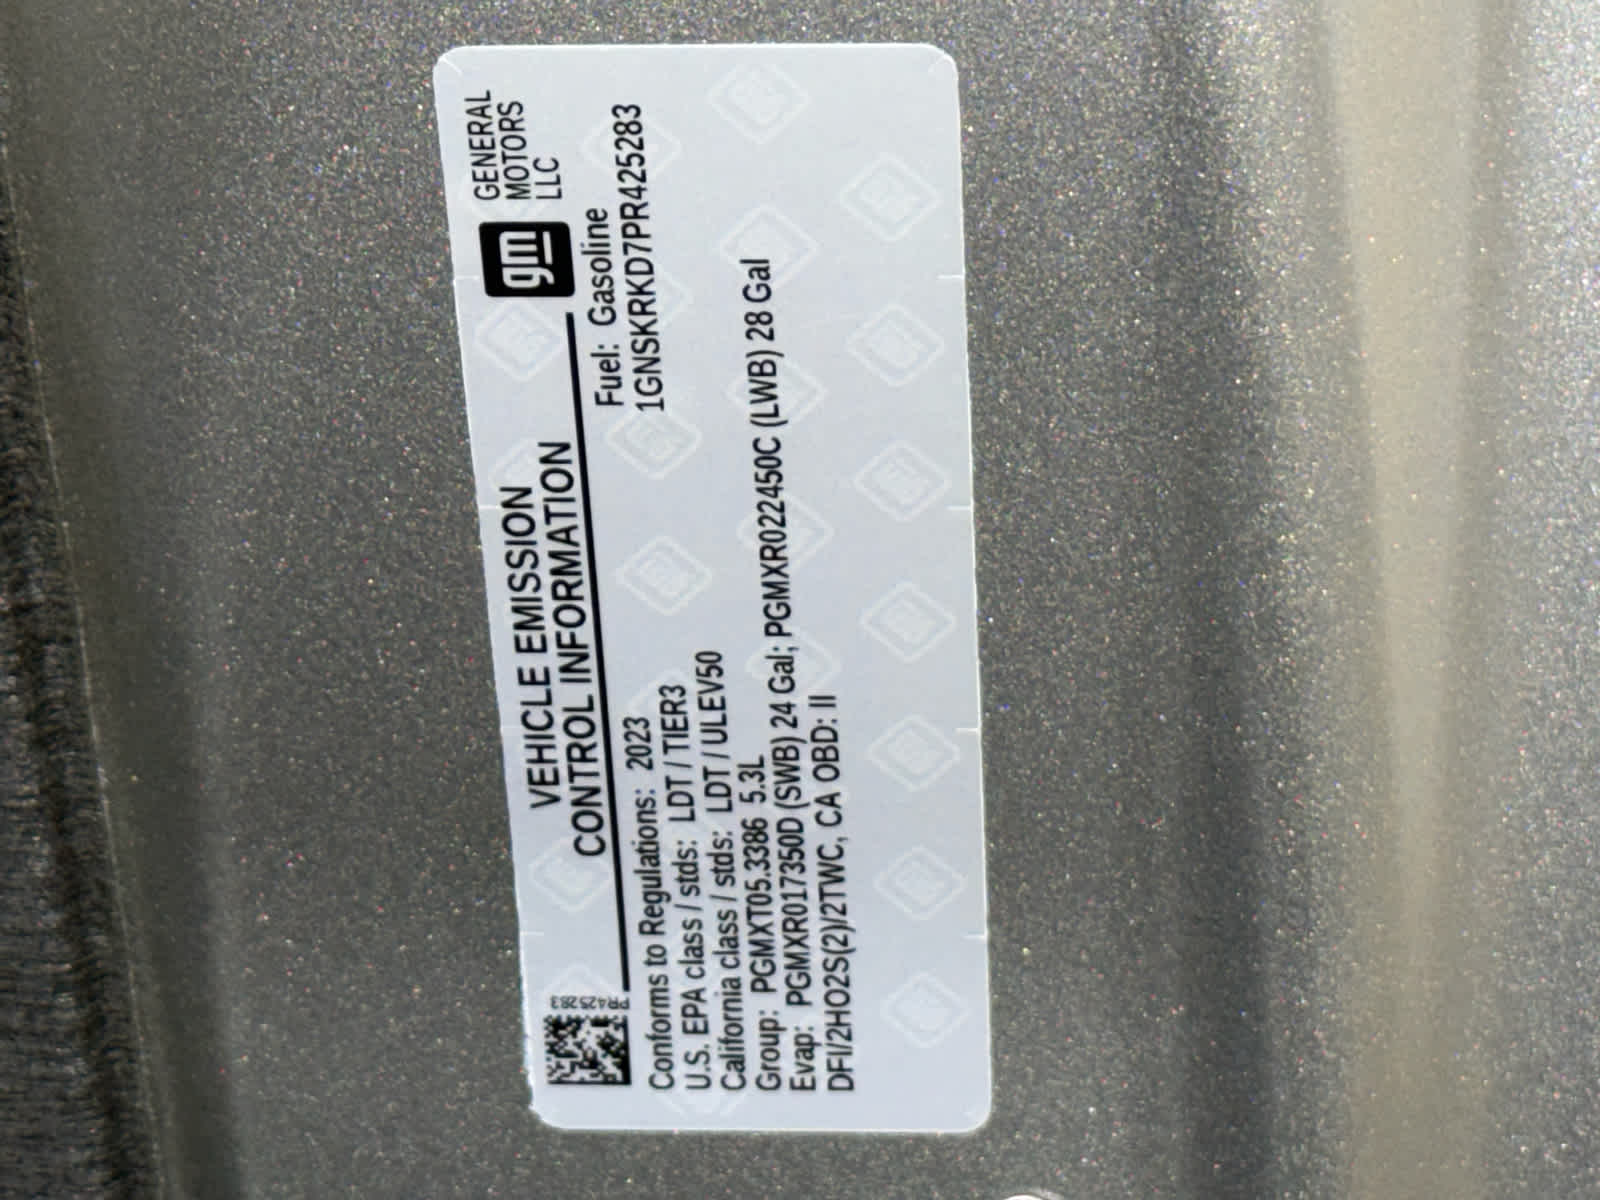 VEHICLE EMISSION
CONTROL INFORMATION
gm
GENERAL
MOTORS
LLC
PR425283
Conforms to Regulations: 2023
Fuel: Gasoline
U.S. EPA class / stds: LDT / TIER3
1GNSKRKD7PR425283
California class / stds: LDT / ULEV50
Group: PGMXT05.3386 5.3L
Evap: PGMXR017350D (SWB) 24 Gal; PGMXR022450C (LWB) 28 Gal
DFI/2HO2S(2)/2TWC, CA OBD: II